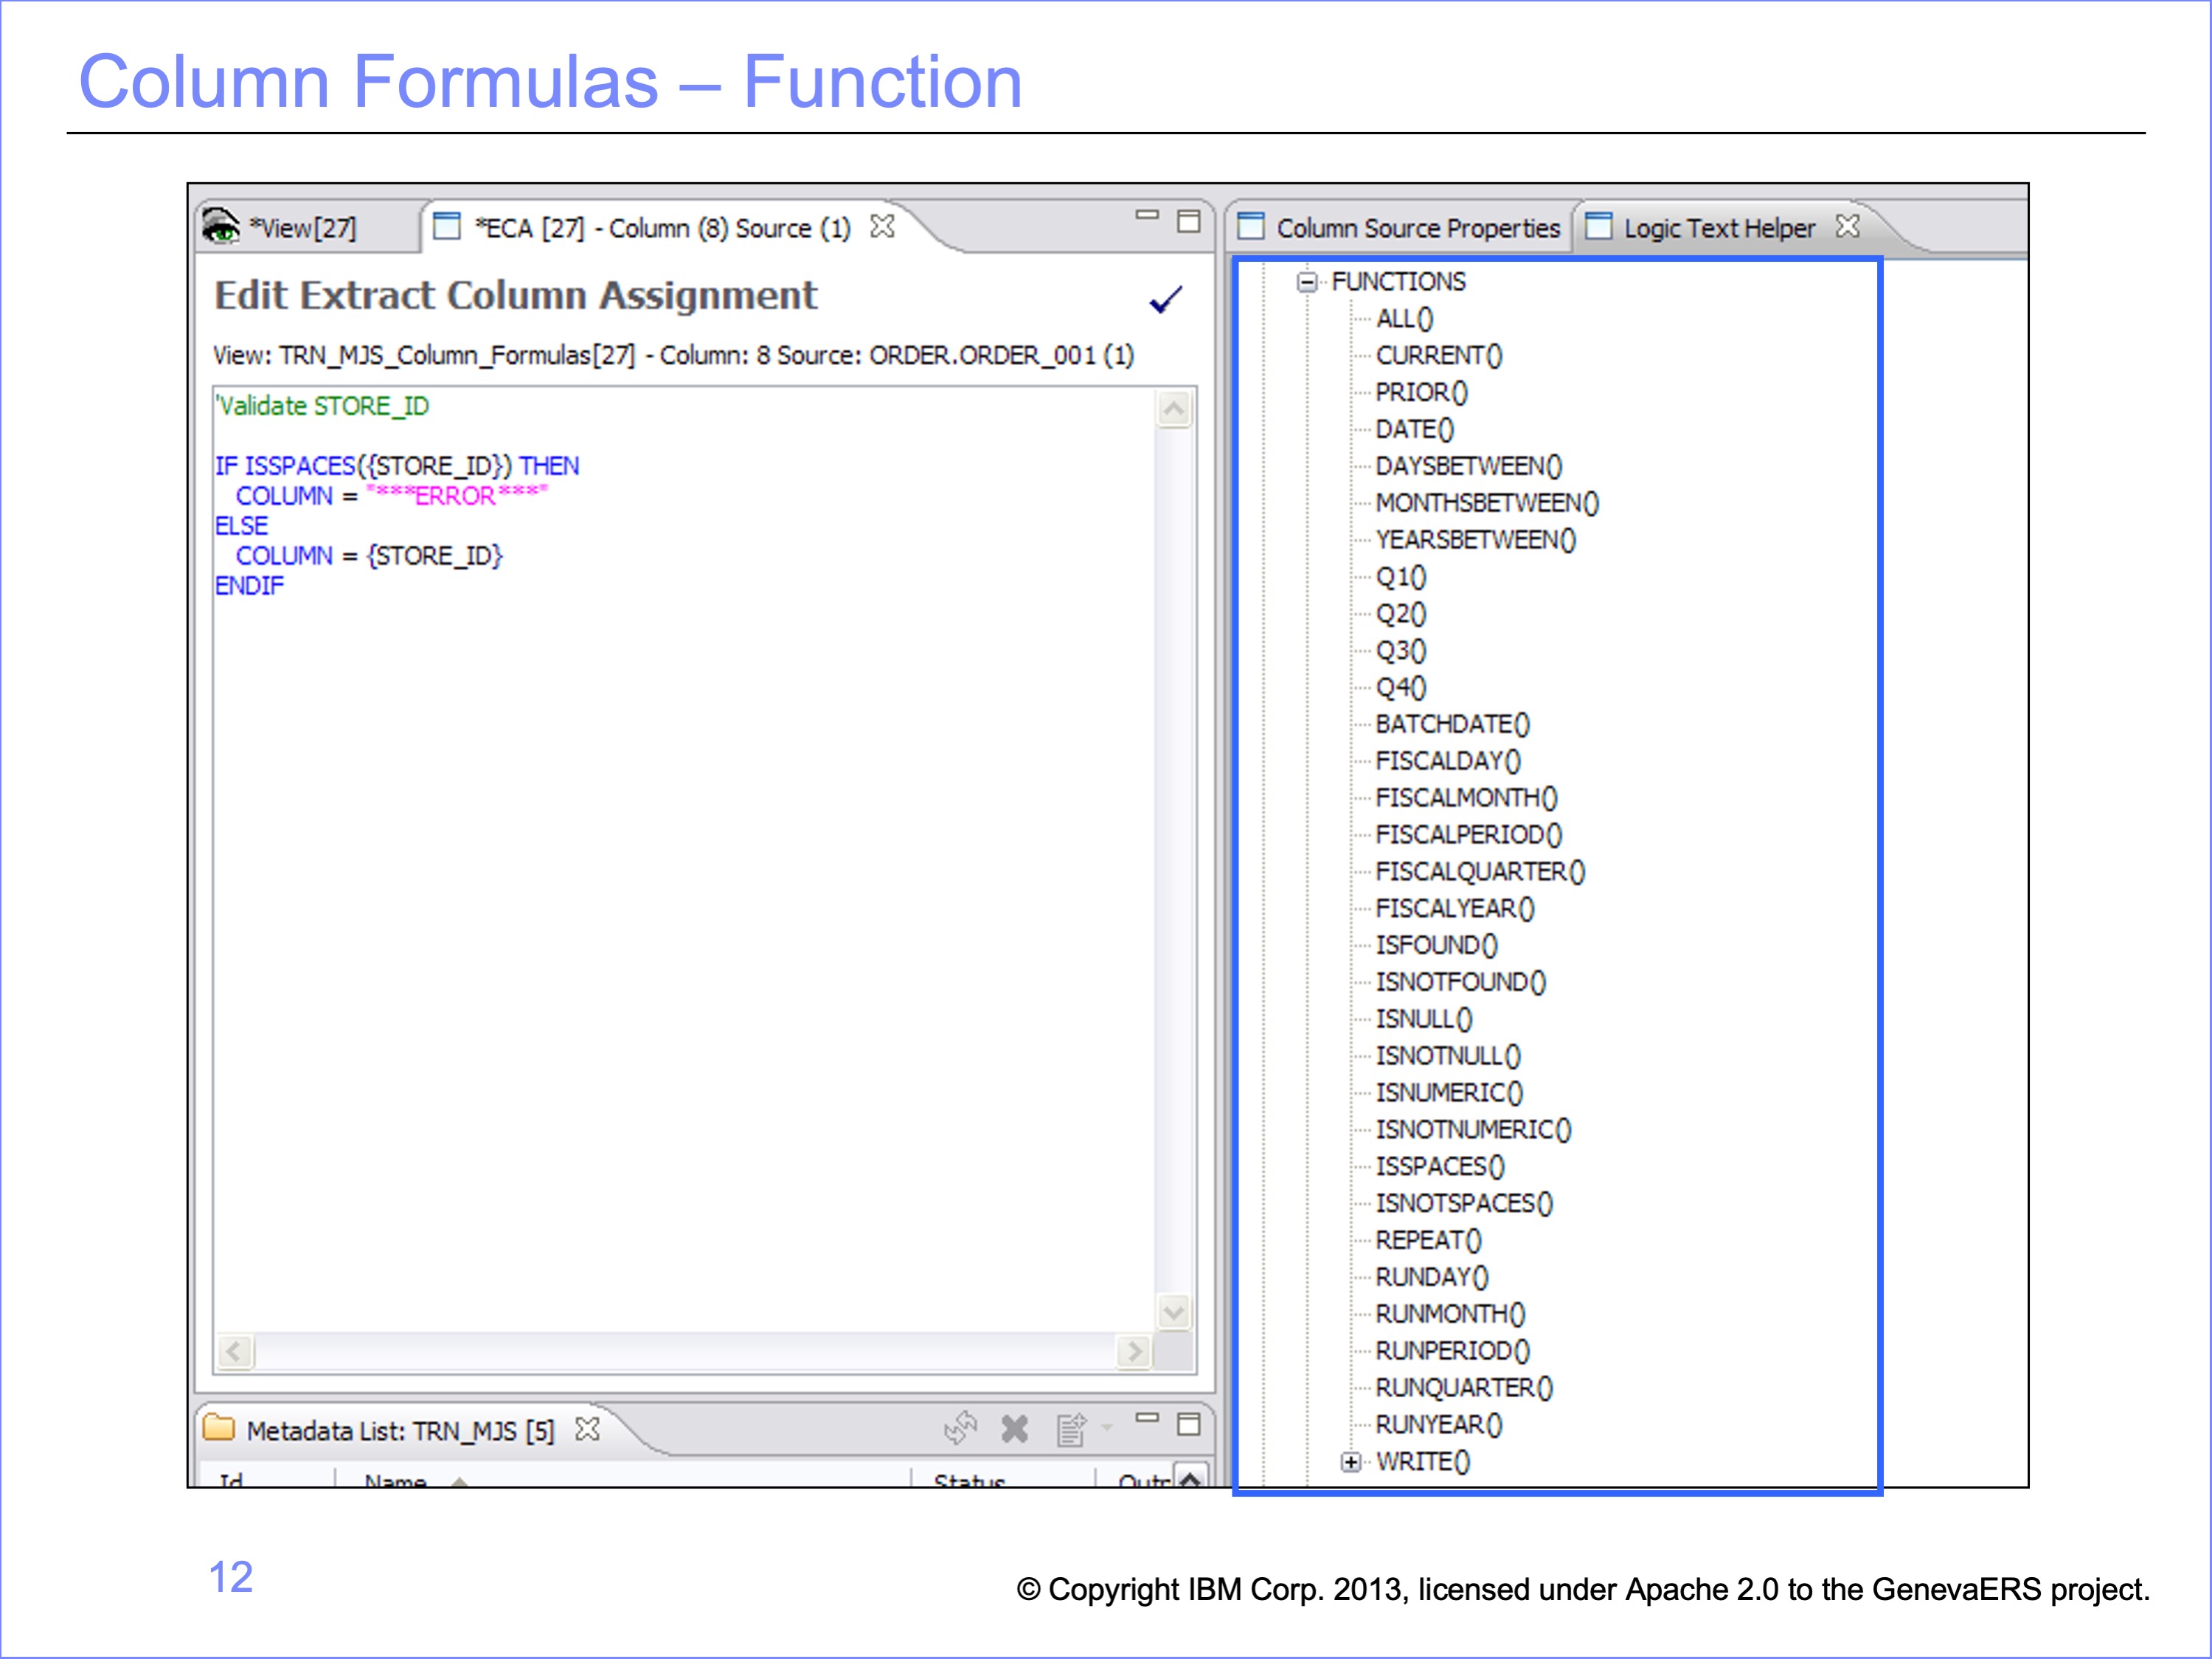 Column Formulas – Function
*View[27]
*ECA [27] - Column (8) Source (1)
Edit Extract Column Assignment
View: TRN_MJS_Column_Formulas[27] - Column: 8 Source: ORDER.ORDER_001 (1)
'Validate STORE_ID
IF ISSPACES({STORE_ID}) THEN
COLUMN = "***ERROR***"
ELSE
COLUMN = {STORE_ID}
ENDIF
Metadata List: TRN_MJS [5]
Id Name Status
Column Source Properties
Logic Text Helper
FUNCTIONS
ALL()
CURRENT()
PRIOR()
DATE()
DAYSBETWEEN()
MONTHSBETWEEN()
YEARSBETWEEN()
Q1()
Q2()
Q3()
Q4()
BATCHDATE()
FISCALDAY()
FISCALMONTH()
FISCALPERIOD()
FISCALQUARTER()
FISCALYEAR()
ISFOUND()
ISNOTFOUND()
ISNULL()
ISNOTNULL()
ISNUMERIC()
ISNOTNUMERIC()
ISSPACES()
ISNOTSPACES()
REPEAT()
RUNDAY()
RUNMONTH()
RUNPERIOD()
RUNQUARTER()
RUNYEAR()
WRITE()
12
© Copyright IBM Corp. 2013, licensed under Apache 2.0 to the GenevaERS project.